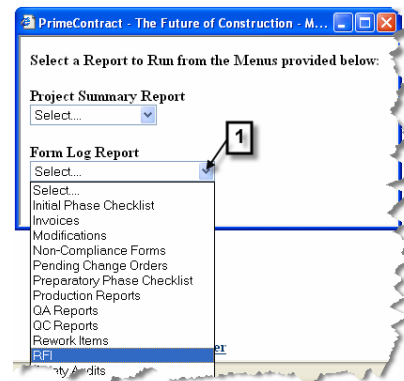 PrimeContract - The Future of Construction - M...
Select a Report to Run from the Menus provided below:
Project Summary Report
Select....
1
Form Log Report
Select....
Select....
Initial Phase Checklist
Invoices
Modifications
Non-Compliance Forms
Pending Change Orders
Preparatory Phase Checklist
Production Reports
QA Reports
QC Reports
Rework Items
RFI
Audits